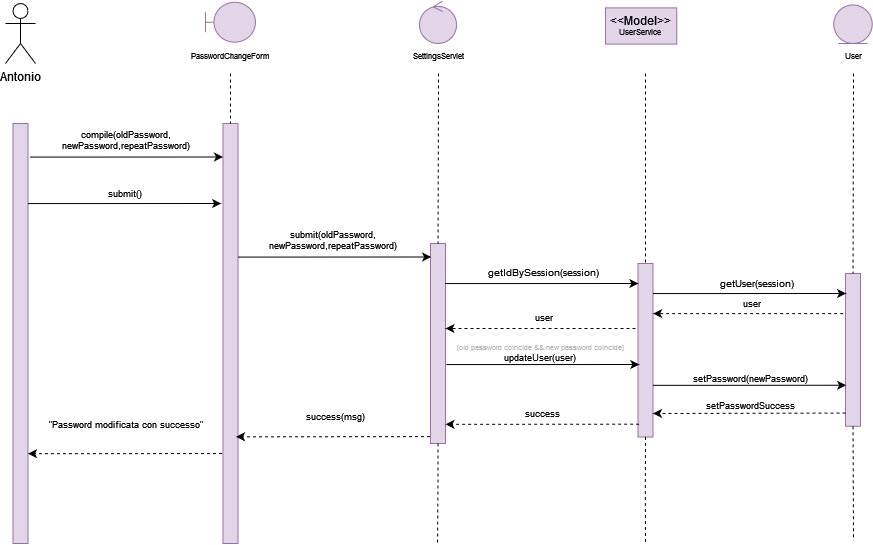 <<Model>>
UserService
Antonio
PasswordChangeForm
SettingsServlet
User
compile(oldPassword,
newPassword,repeatPassword)
submit()
submit(oldPassword,
newPassword,repeatPassword)
getIdBySession(session)
getUser(session)
user
user
[old password coincide && new password coincide]
updateUser(user)
setPassword(newPassword)
setPasswordSuccess
success
success(msg)
"Password modificata con successo"